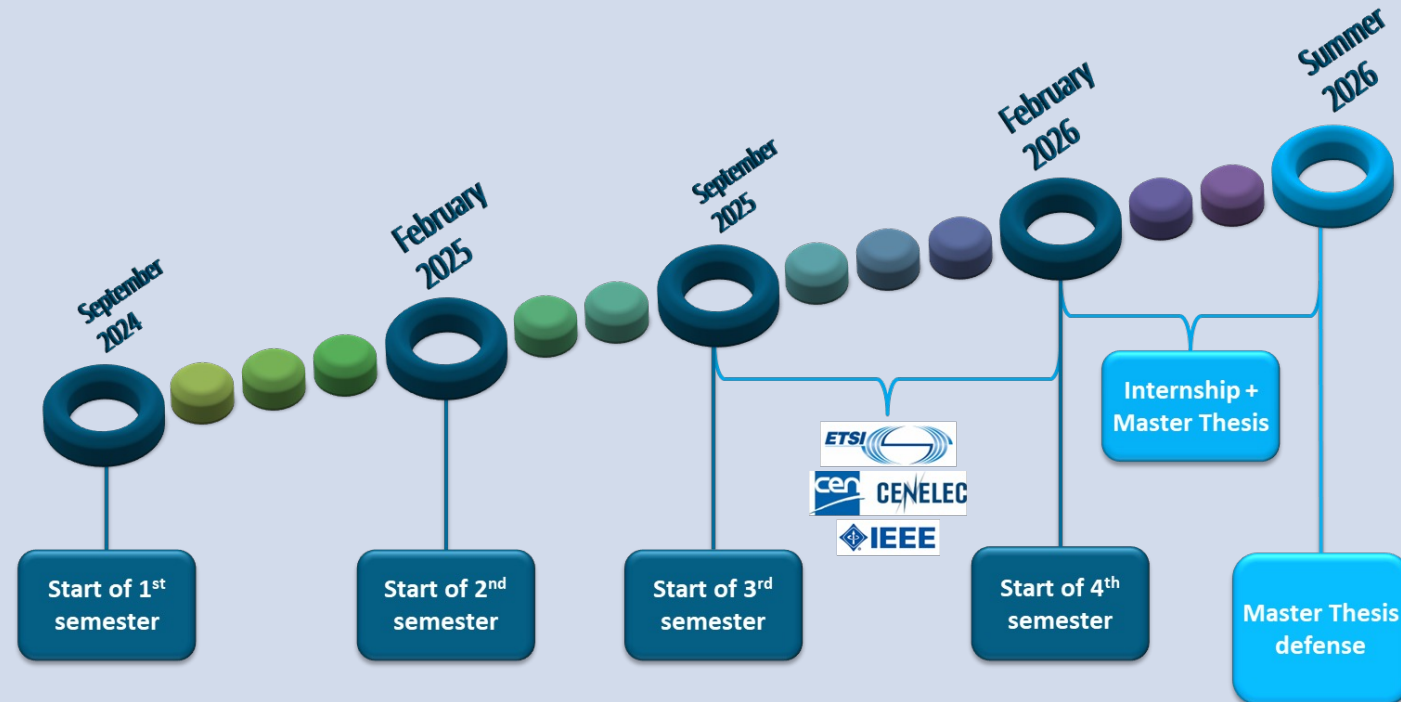 September
2024
February
2025
September
2025
February
2026
Summer
2026
ETSI
cen CENELEC
IEEE
Internship +
Master Thesis
Start of 1st
semester
Start of 2nd
semester
Start of 3rd
semester
Start of 4th
semester
Master Thesis
defense